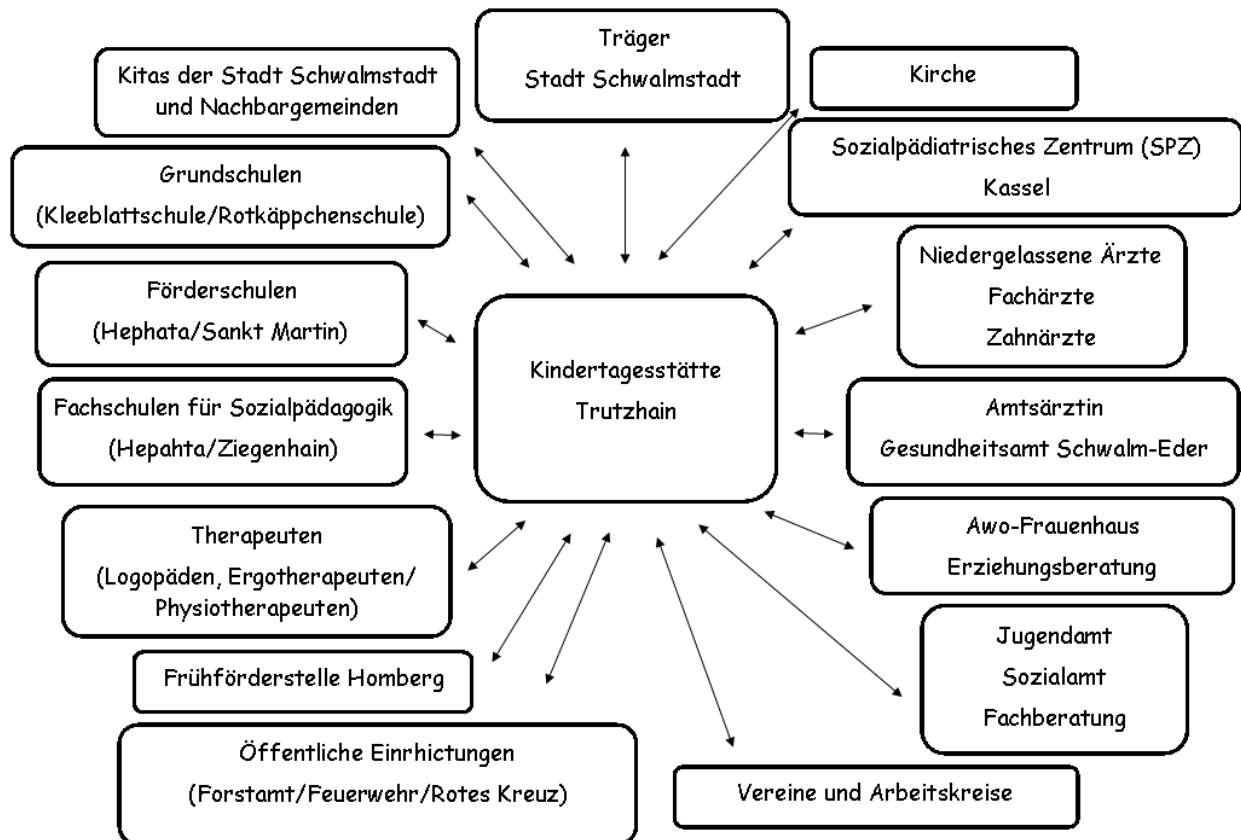 Träger
Stadt Schwalmstadt
Kitas der Stadt Schwalmstadt
und Nachbargemeinden
Kirche
Grundschulen
(Kleeblattschule/Rotkäppchenschule)
Sozialpädiatrisches Zentrum (SPZ)
Kassel
Förderschulen
(Hephata/Sankt Martin)
Niedergelassene Ärzte
Fachärzte
Zahnärzte
Kindertagesstätte
Trutzhain
Fachschulen für Sozialpädagogik
(Hepahta/Ziegenhain)
Amtsärztin
Gesundheitsamt Schwalm-Eder
Therapeuten
(Logopäden, Ergotherapeuten/
Physiotherapeuten)
Awo-Frauenhaus
Erziehungsberatung
Frühförderstelle Homberg
Jugendamt
Sozialamt
Fachberatung
Öffentliche Einrhictungen
(Forstamt/Feuerwehr/Rotes Kreuz)
Vereine und Arbeitskreise